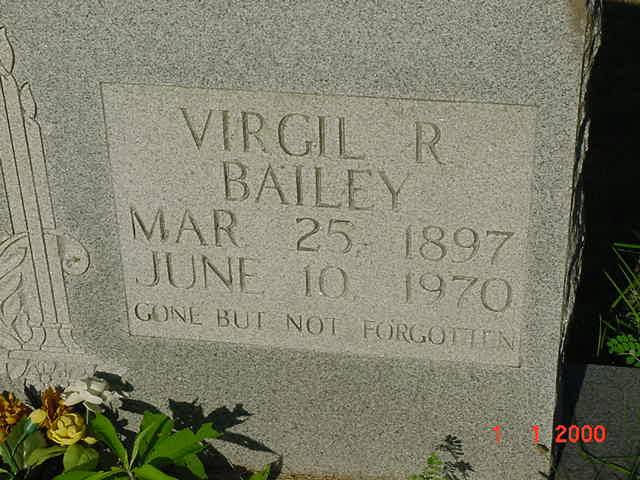 VIRGIL R
BAILEY
MAR 25, 1897
JUNE 10, 1970
GONE BUT NOT FORGOTTEN
1 1 2000